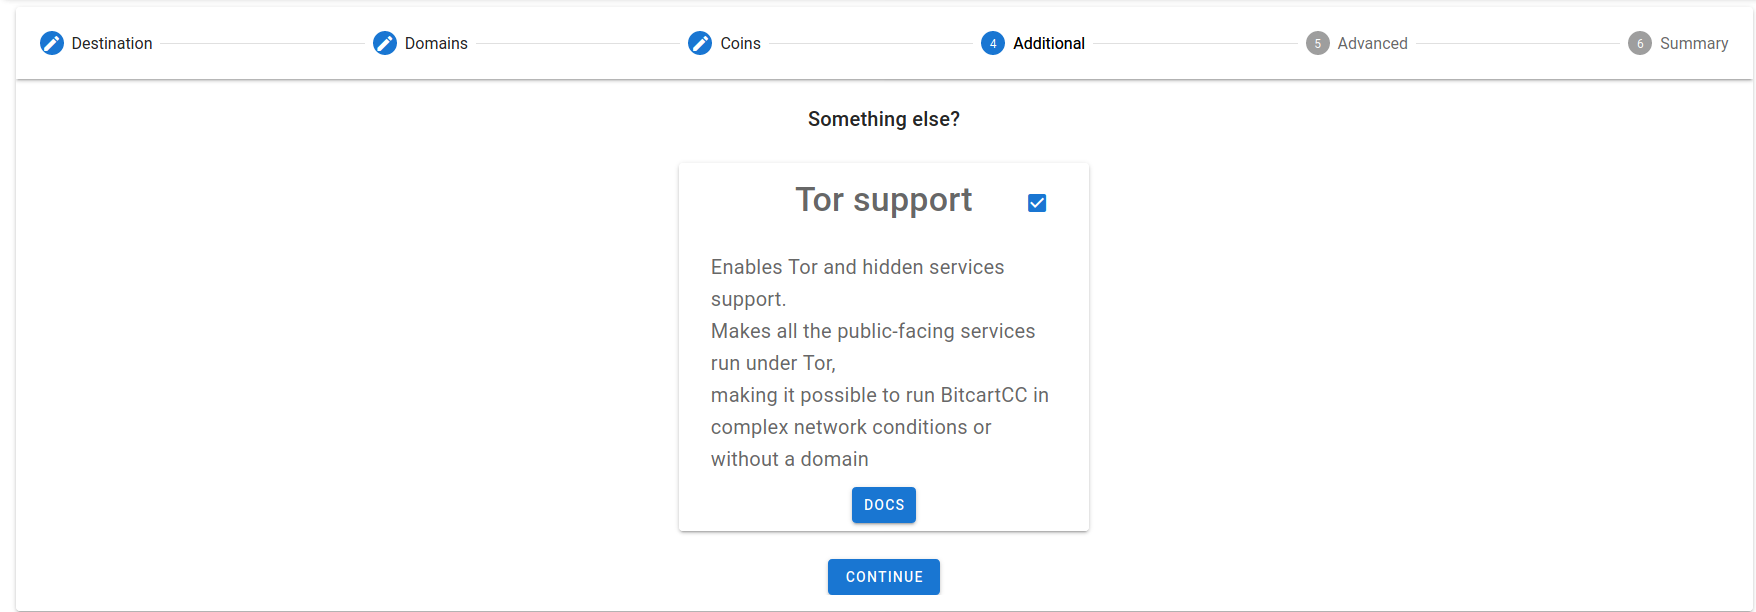 Destination
Domains
Coins
4 Additional
5 Advanced
6 Summary
Something else?
Tor support
Enables Tor and hidden services
support.
Makes all the public-facing services
run under Tor,
making it possible to run BitcartCC in
complex network conditions or
without a domain
DOCS
CONTINUE